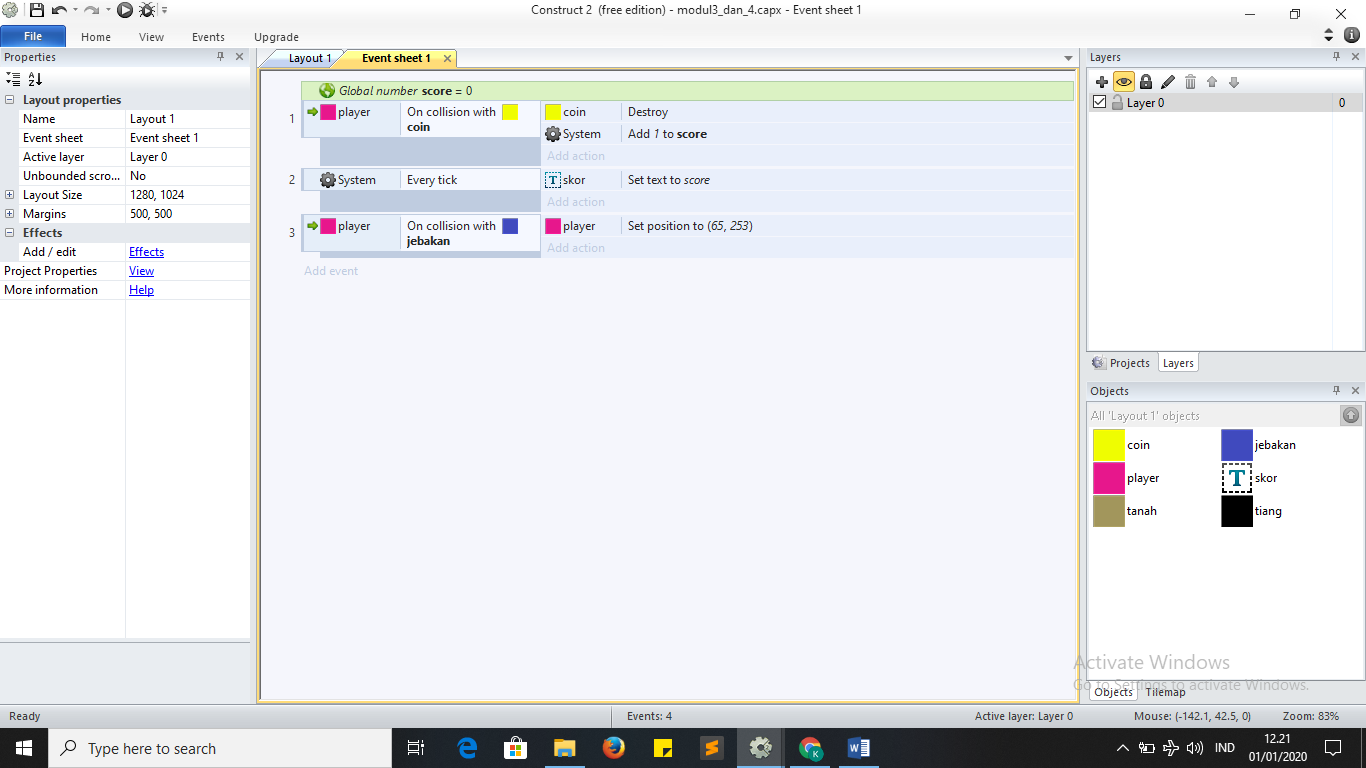 Construct 2 (free edition) - modul3_dan_4.capx - Event sheet 1
File Home View Events Upgrade
Properties
Layout properties
Name Layout 1
Event sheet Event sheet 1
Active layer Layer 0
Unbounded scro... No
Layout Size 1280, 1024
Margins 500, 500
Effects
Add / edit Effects
Project Properties View
More information Help
Layout 1 Event sheet 1
Global number score = 0
1 player On collision with coin Destroy
coin System Add 1 to score
Add action
2 System Every tick skor Set text to score
Add action
3 player On collision with player Set position to (65, 253)
jebakan Add action
Add event
Layers
Layer 0 0
Projects Layers
Objects
All 'Layout 1' objects
coin jebakan
player T skor
tanah tiang
Activate Windows
Go to Settings to activate Windows.
Objects Tilemap
Ready Events: 4 Active layer: Layer 0 Mouse: (-142.1, 42.5, 0) Zoom: 83%
Type here to search
IND 12.21
01/01/2020